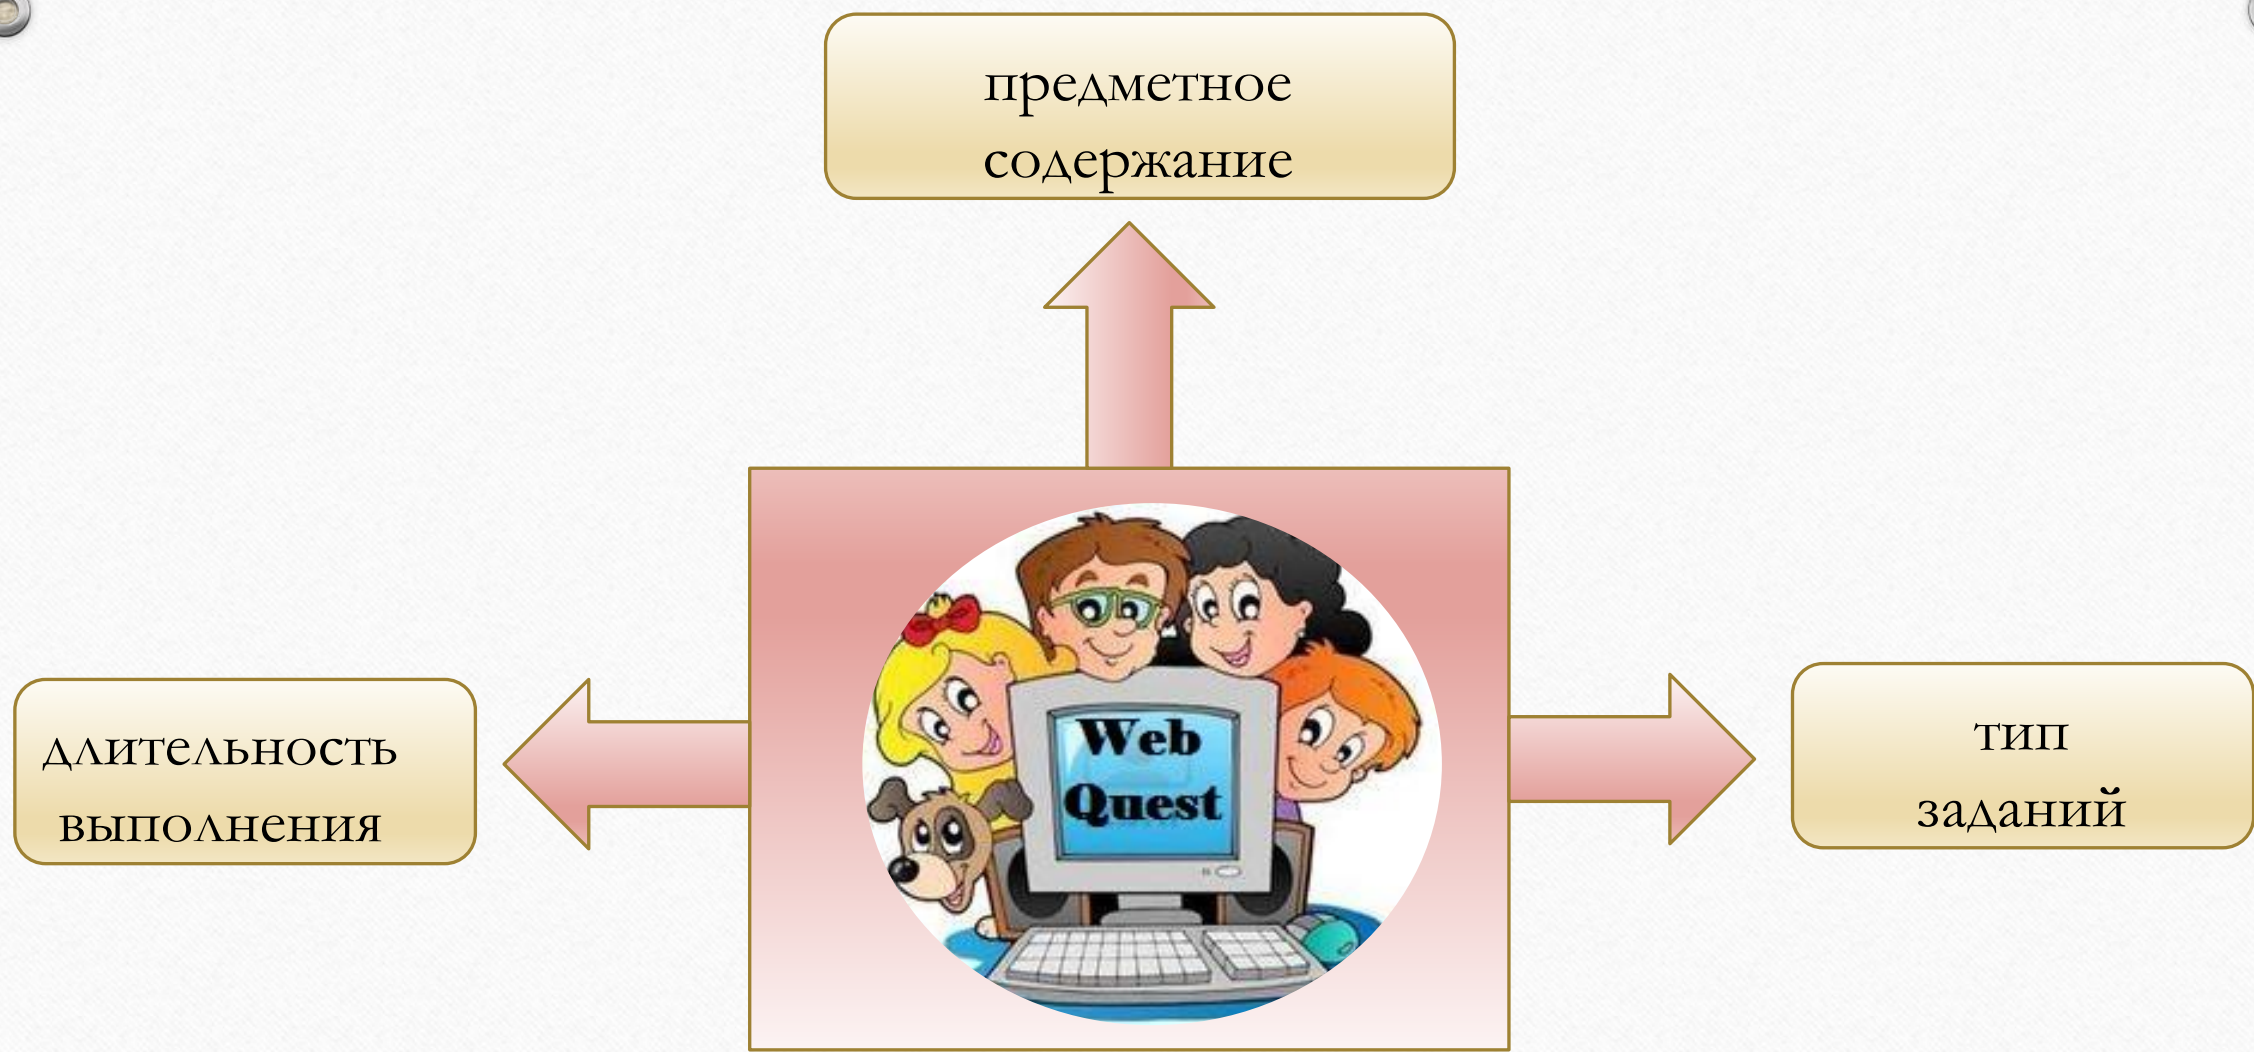 предметное
содержание
длительность
выполнения
Web
Quest
тип
заданий